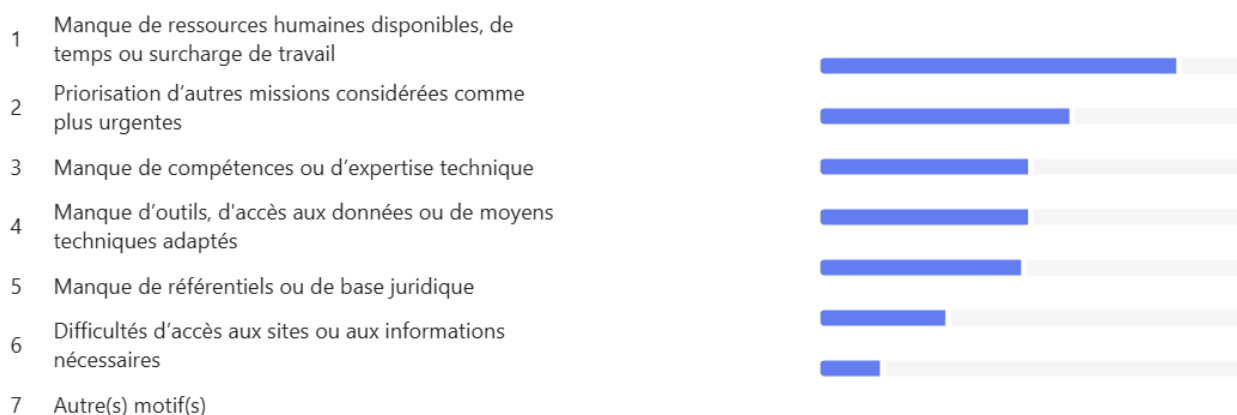 1 Manque de ressources humaines disponibles, de
temps ou surcharge de travail
2 Priorisation d’autres missions considérées comme
plus urgentes
3 Manque de compétences ou d’expertise technique
4 Manque d’outils, d'accès aux données ou de moyens
techniques adaptés
5 Manque de référentiels ou de base juridique
6 Difficultés d’accès aux sites ou aux informations
nécessaires
7 Autre(s) motif(s)